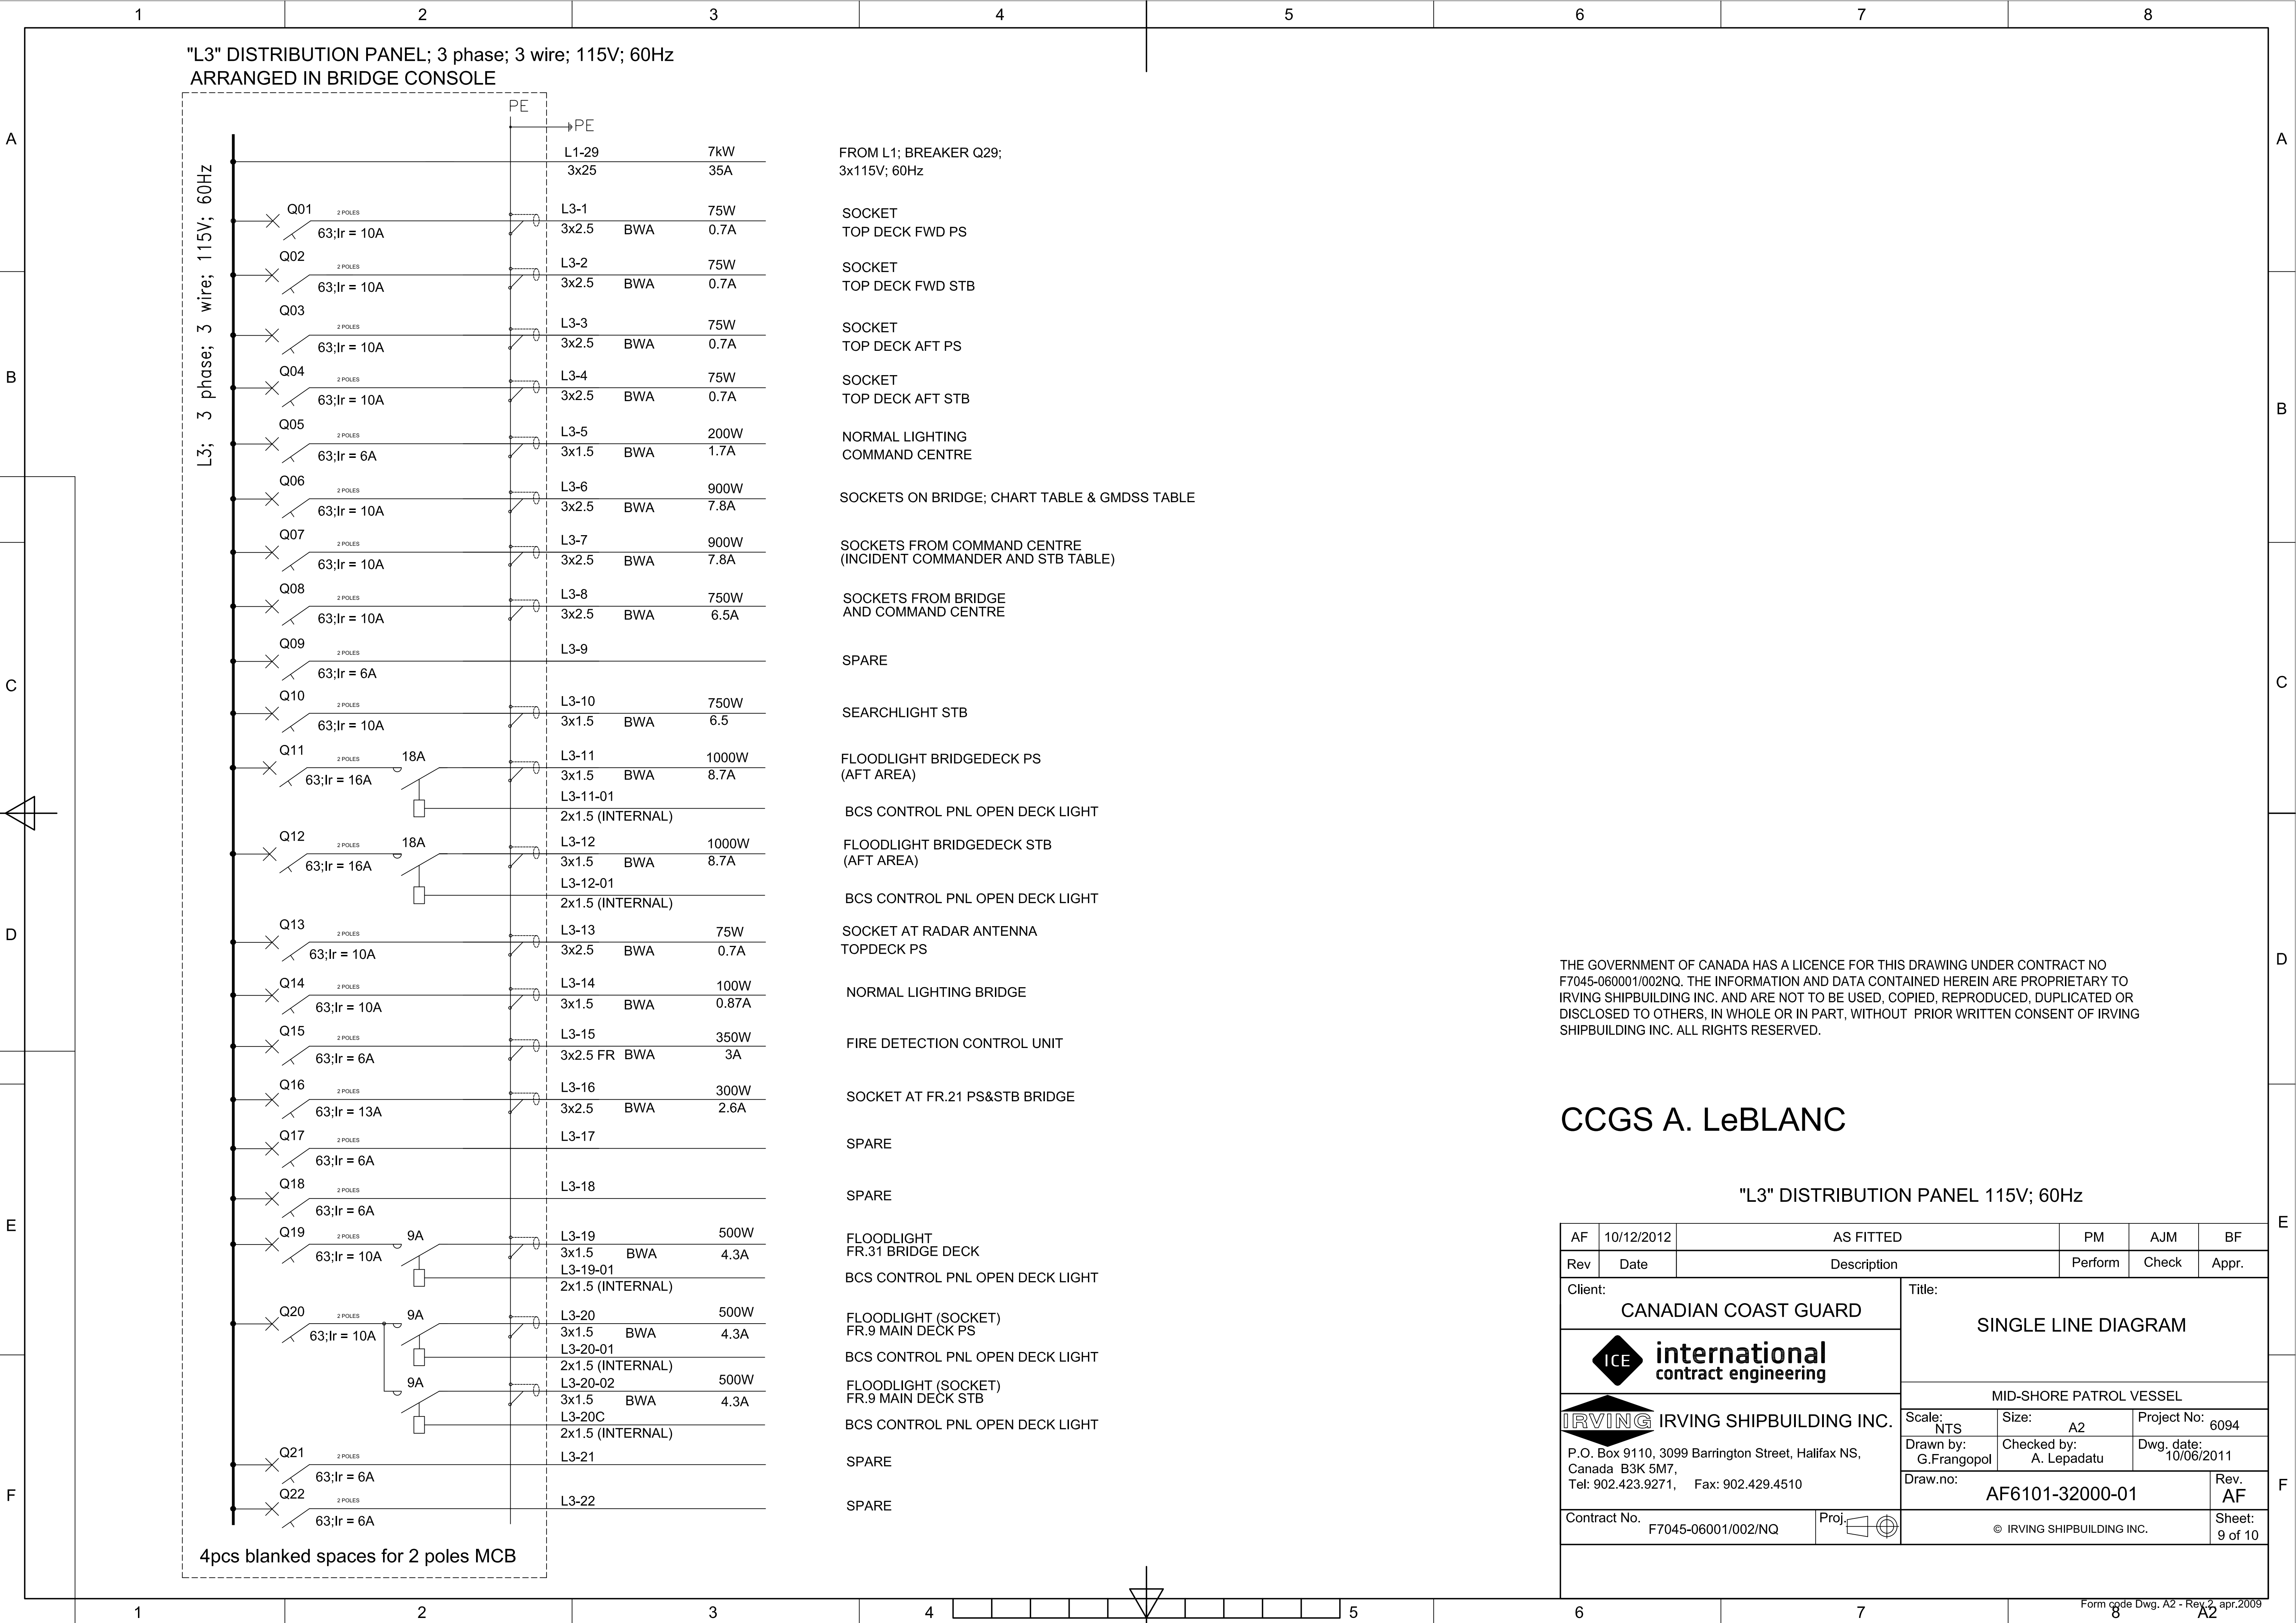 1 2 3 4 5 6 7 8
"L3" DISTRIBUTION PANEL; 3 phase; 3 wire; 115V; 60Hz
ARRANGED IN BRIDGE CONSOLE
PE
PE
L3; 3 phase; 3 wire; 115V; 60Hz
A A
B B
C C
D D
E E
F F
L1-29 7kW FROM L1; BREAKER Q29;
3x25 35A 3x115V; 60Hz
Q01 2 POLES L3-1 75W SOCKET
63;Ir = 10A 3x2.5 BWA 0.7A TOP DECK FWD PS
Q02 2 POLES L3-2 75W SOCKET
63;Ir = 10A 3x2.5 BWA 0.7A TOP DECK FWD STB
Q03 2 POLES L3-3 75W SOCKET
63;Ir = 10A 3x2.5 BWA 0.7A TOP DECK AFT PS
Q04 2 POLES L3-4 75W SOCKET
63;Ir = 10A 3x2.5 BWA 0.7A TOP DECK AFT STB
Q05 2 POLES L3-5 200W NORMAL LIGHTING
63;Ir = 6A 3x1.5 BWA 1.7A COMMAND CENTRE
Q06 2 POLES L3-6 900W SOCKETS ON BRIDGE; CHART TABLE & GMDSS TABLE
63;Ir = 10A 3x2.5 BWA 7.8A
Q07 2 POLES L3-7 900W SOCKETS FROM COMMAND CENTRE
63;Ir = 10A 3x2.5 BWA 7.8A (INCIDENT COMMANDER AND STB TABLE)
Q08 2 POLES L3-8 750W SOCKETS FROM BRIDGE
63;Ir = 10A 3x2.5 BWA 6.5A AND COMMAND CENTRE
Q09 2 POLES L3-9 SPARE
63;Ir = 6A
Q10 2 POLES L3-10 750W SEARCHLIGHT STB
63;Ir = 10A 3x1.5 BWA 6.5
Q11 2 POLES 18A L3-11 1000W FLOODLIGHT BRIDGEDECK PS
63;Ir = 16A 3x1.5 BWA 8.7A (AFT AREA)
L3-11-01
2x1.5 (INTERNAL) BCS CONTROL PNL OPEN DECK LIGHT
Q12 2 POLES 18A L3-12 1000W FLOODLIGHT BRIDGEDECK STB
63;Ir = 16A 3x1.5 BWA 8.7A (AFT AREA)
L3-12-01
2x1.5 (INTERNAL) BCS CONTROL PNL OPEN DECK LIGHT
Q13 2 POLES L3-13 75W SOCKET AT RADAR ANTENNA
63;Ir = 10A 3x2.5 BWA 0.7A TOPDECK PS
Q14 2 POLES L3-14 100W NORMAL LIGHTING BRIDGE
63;Ir = 10A 3x1.5 BWA 0.87A
Q15 2 POLES L3-15 350W FIRE DETECTION CONTROL UNIT
63;Ir = 6A 3x2.5 FR BWA 3A
Q16 2 POLES L3-16 300W SOCKET AT FR.21 PS&STB BRIDGE
63;Ir = 13A 3x2.5 BWA 2.6A
Q17 2 POLES L3-17 SPARE
63;Ir = 6A
Q18 2 POLES L3-18 SPARE
63;Ir = 6A
Q19 2 POLES 9A L3-19 500W FLOODLIGHT
63;Ir = 10A 3x1.5 BWA 4.3A FR.31 BRIDGE DECK
L3-19-01
2x1.5 (INTERNAL) BCS CONTROL PNL OPEN DECK LIGHT
Q20 2 POLES 9A L3-20 500W FLOODLIGHT (SOCKET)
63;Ir = 10A 3x1.5 BWA 4.3A FR.9 MAIN DECK PS
L3-20-01
2x1.5 (INTERNAL) BCS CONTROL PNL OPEN DECK LIGHT
9A L3-20-02 500W FLOODLIGHT (SOCKET)
3x1.5 BWA 4.3A FR.9 MAIN DECK STB
L3-20C
2x1.5 (INTERNAL) BCS CONTROL PNL OPEN DECK LIGHT
Q21 2 POLES L3-21 SPARE
63;Ir = 6A
Q22 2 POLES L3-22 SPARE
63;Ir = 6A
4pcs blanked spaces for 2 poles MCB
THE GOVERNMENT OF CANADA HAS A LICENCE FOR THIS DRAWING UNDER CONTRACT NO
F7045-060001/002NQ. THE INFORMATION AND DATA CONTAINED HEREIN ARE PROPRIETARY TO
IRVING SHIPBUILDING INC. AND ARE NOT TO BE USED, COPIED, REPRODUCED, DUPLICATED OR
DISCLOSED TO OTHERS, IN WHOLE OR IN PART, WITHOUT PRIOR WRITTEN CONSENT OF IRVING
SHIPBUILDING INC. ALL RIGHTS RESERVED.
CCGS A. LeBLANC
"L3" DISTRIBUTION PANEL 115V; 60Hz
AF 10/12/2012 AS FITTED PM AJM BF
Rev Date Description Perform Check Appr.
Client:
CANADIAN COAST GUARD
Title:
SINGLE LINE DIAGRAM
ICE international
contract engineering
MID-SHORE PATROL VESSEL
IRVING IRVING SHIPBUILDING INC.
P.O. Box 9110, 3099 Barrington Street, Halifax NS,
Canada B3K 5M7,
Tel: 902.423.9271, Fax: 902.429.4510
Scale: NTS Size: A2 Project No: 6094
Drawn by: G.Frangopol Checked by: A. Lepadatu Dwg. date: 10/06/2011
Draw.no: AF6101-32000-01 Rev. AF
Contract No. F7045-06001/002/NQ Proj.
© IRVING SHIPBUILDING INC. Sheet: 9 of 10
Form code Dwg. A2 - Rev.2, apr.2009
1 2 3 4 5 6 7 8 A2